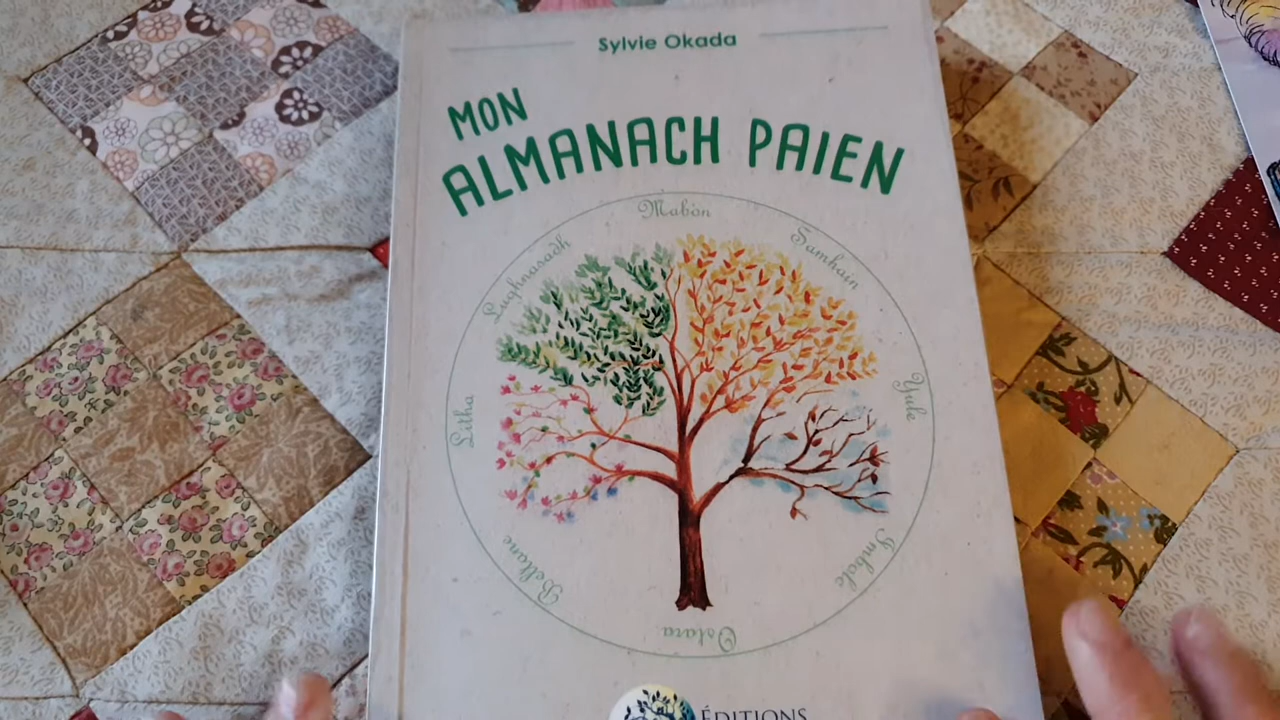 Sylvie Okada
MON
ALMANACH PAIEN
Mabon
Samhain
Yule
Imbolc
Ostara
Beltane
Litha
Lughnasadh
ÉDITIONS